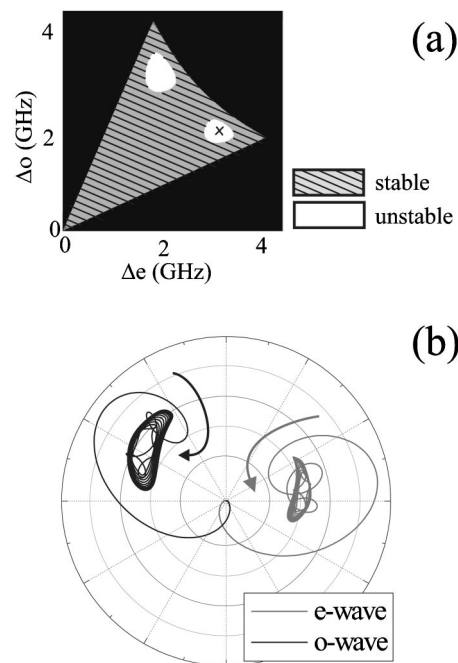 (a)
4
2
0
Δo (GHz)
0 2 4
Δe (GHz)
x
stable
unstable
(b)
e-wave
o-wave